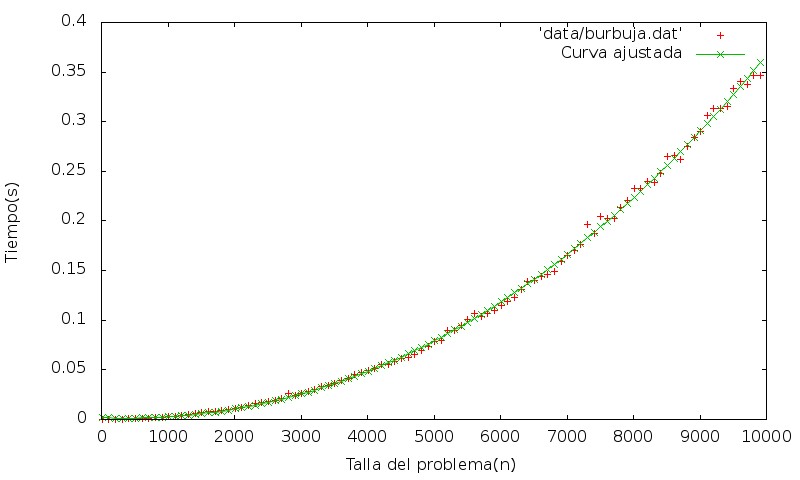 0.4
0.35
0.3
0.25
0.2
0.15
0.1
0.05
0
Tiempo(s)
'data/burbuja.dat'
Curva ajustada
0 1000 2000 3000 4000 5000 6000 7000 8000 9000 10000
Talla del problema(n)